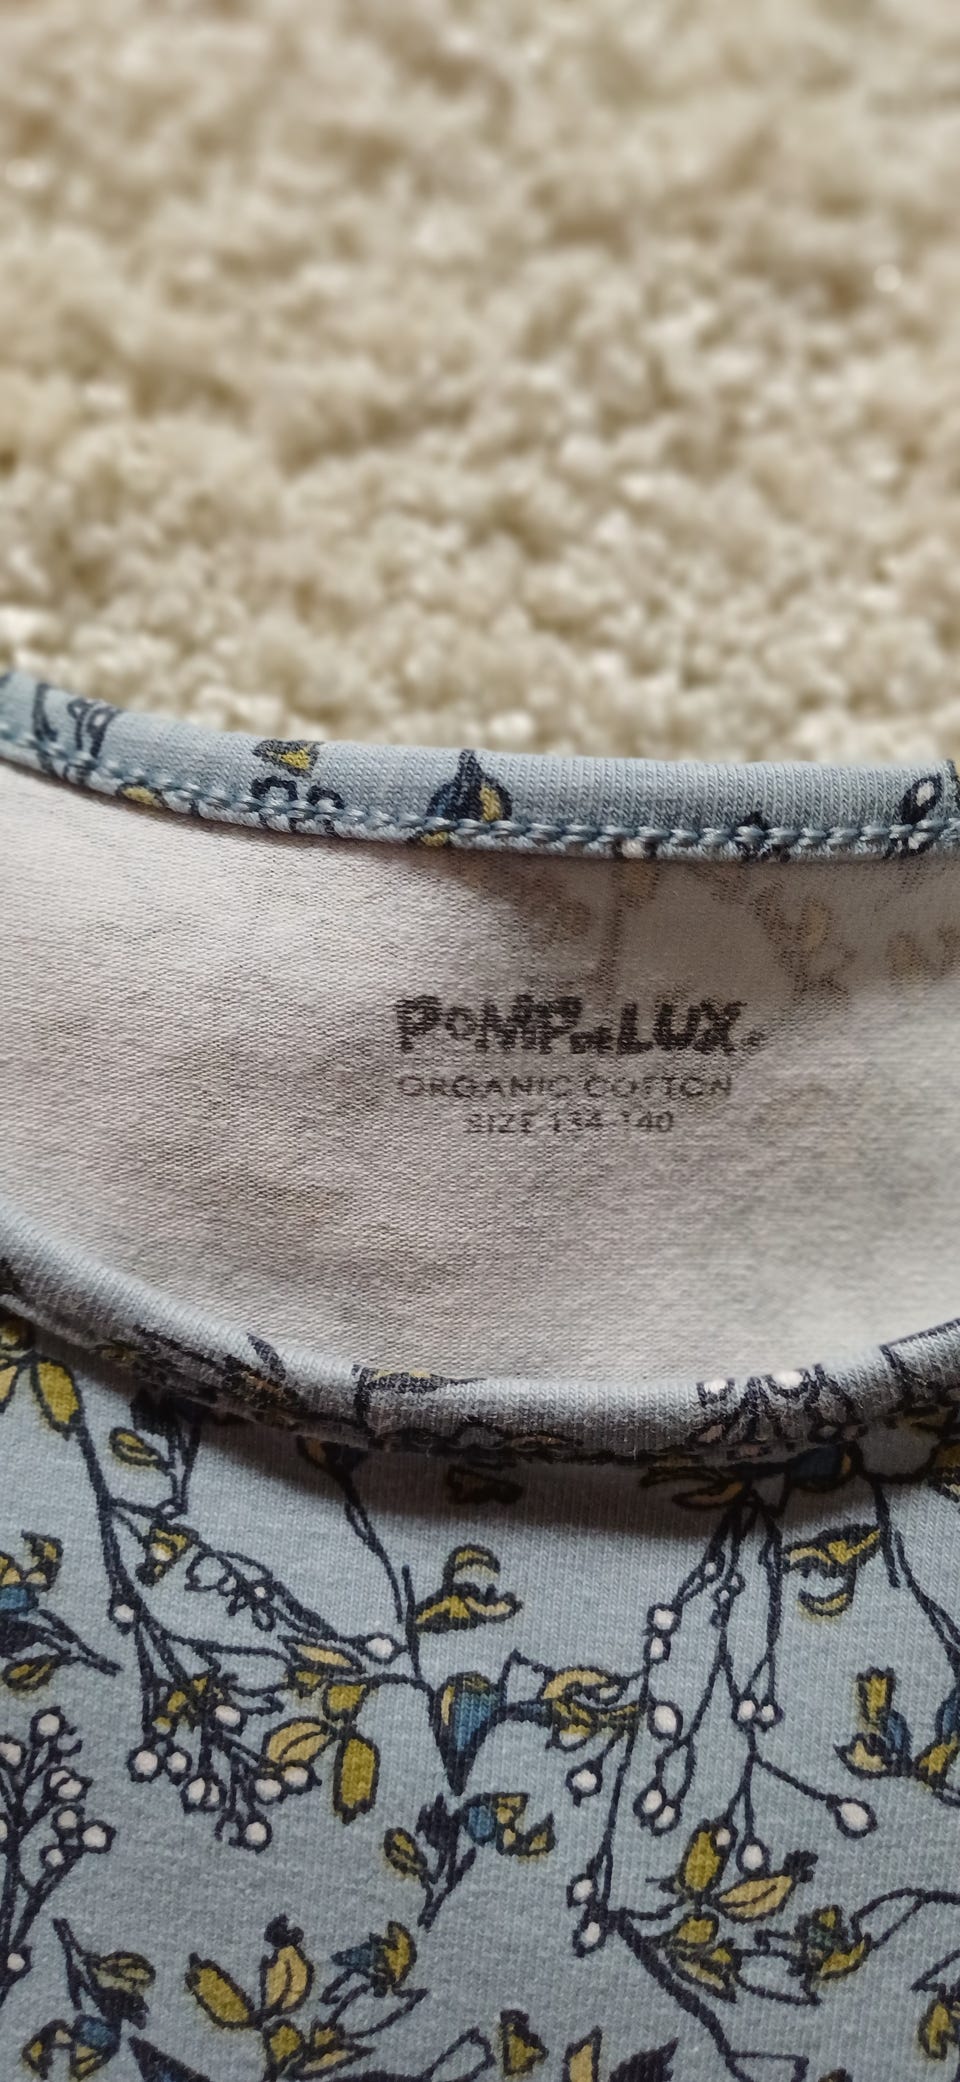 POMPdeLUX®
ORGANIC COTTON
SIZE 134-140